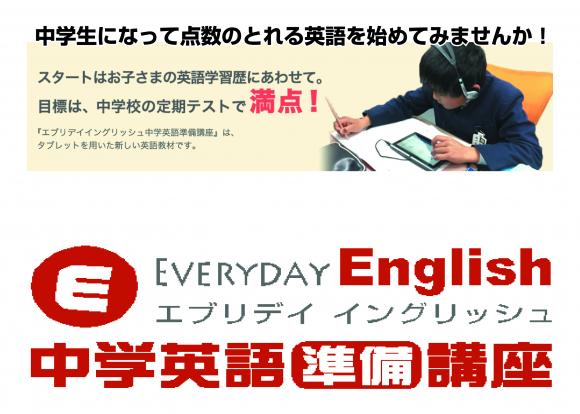 中学生になって点数のとれる英語を始めてみませんか！
スタートはお子さまの英語学習歴にあわせて。
目標は、中学校の定期テストで満点！
『エブリデイイングリッシュ中学英語準備講座』は、
タブレットを用いた新しい英語教材です。
E EVERYDAY English
エブリデイ イングリッシュ
中学英語準備講座